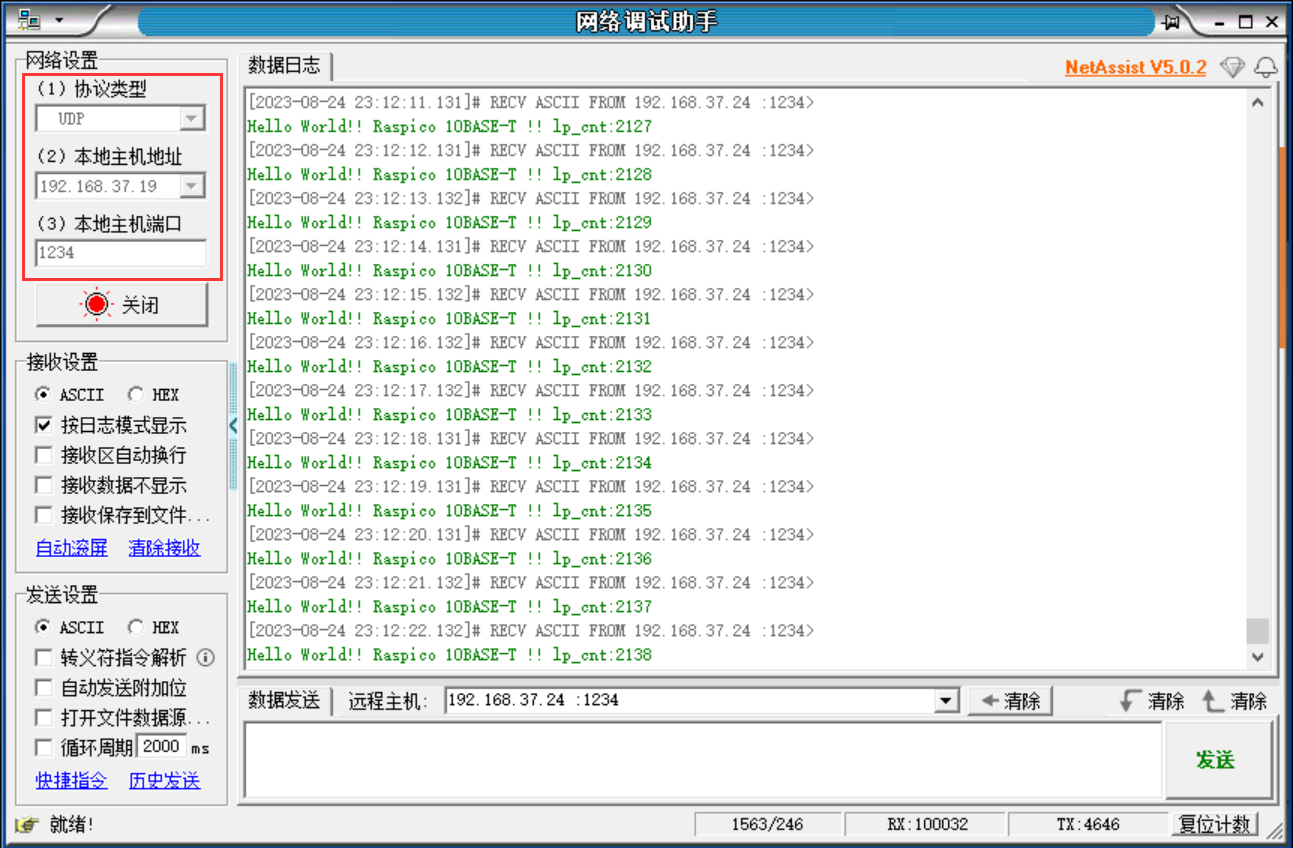 网络调试助手
网络设置
(1) 协议类型
UDP
(2) 本地主机地址
192.168.37.19
(3) 本地主机端口
1234
关闭
接收设置
ASCII HEX
按日志模式显示
接收区自动换行
接收数据不显示
接收保存到文件...
自动滚屏 清除接收
发送设置
ASCII HEX
转义符指令解析
自动发送附加位
打开文件数据源...
循环周期 2000 ms
快捷指令 历史发送
数据日志 NetAssist V5.0.2
[2023-08-24 23:12:11.131]# RECV ASCII FROM 192.168.37.24 :1234>
Hello World!! Raspico 10BASE-T !! lp_cnt:2127
[2023-08-24 23:12:12.131]# RECV ASCII FROM 192.168.37.24 :1234>
Hello World!! Raspico 10BASE-T !! lp_cnt:2128
[2023-08-24 23:12:13.132]# RECV ASCII FROM 192.168.37.24 :1234>
Hello World!! Raspico 10BASE-T !! lp_cnt:2129
[2023-08-24 23:12:14.131]# RECV ASCII FROM 192.168.37.24 :1234>
Hello World!! Raspico 10BASE-T !! lp_cnt:2130
[2023-08-24 23:12:15.132]# RECV ASCII FROM 192.168.37.24 :1234>
Hello World!! Raspico 10BASE-T !! lp_cnt:2131
[2023-08-24 23:12:16.132]# RECV ASCII FROM 192.168.37.24 :1234>
Hello World!! Raspico 10BASE-T !! lp_cnt:2132
[2023-08-24 23:12:17.132]# RECV ASCII FROM 192.168.37.24 :1234>
Hello World!! Raspico 10BASE-T !! lp_cnt:2133
[2023-08-24 23:12:18.131]# RECV ASCII FROM 192.168.37.24 :1234>
Hello World!! Raspico 10BASE-T !! lp_cnt:2134
[2023-08-24 23:12:19.131]# RECV ASCII FROM 192.168.37.24 :1234>
Hello World!! Raspico 10BASE-T !! lp_cnt:2135
[2023-08-24 23:12:20.131]# RECV ASCII FROM 192.168.37.24 :1234>
Hello World!! Raspico 10BASE-T !! lp_cnt:2136
[2023-08-24 23:12:21.132]# RECV ASCII FROM 192.168.37.24 :1234>
Hello World!! Raspico 10BASE-T !! lp_cnt:2137
[2023-08-24 23:12:22.132]# RECV ASCII FROM 192.168.37.24 :1234>
Hello World!! Raspico 10BASE-T !! lp_cnt:2138
数据发送 远程主机: 192.168.37.24 :1234 清除 清除 清除
发送
就绪! 1563/246 RX:100032 TX:4646 复位计数